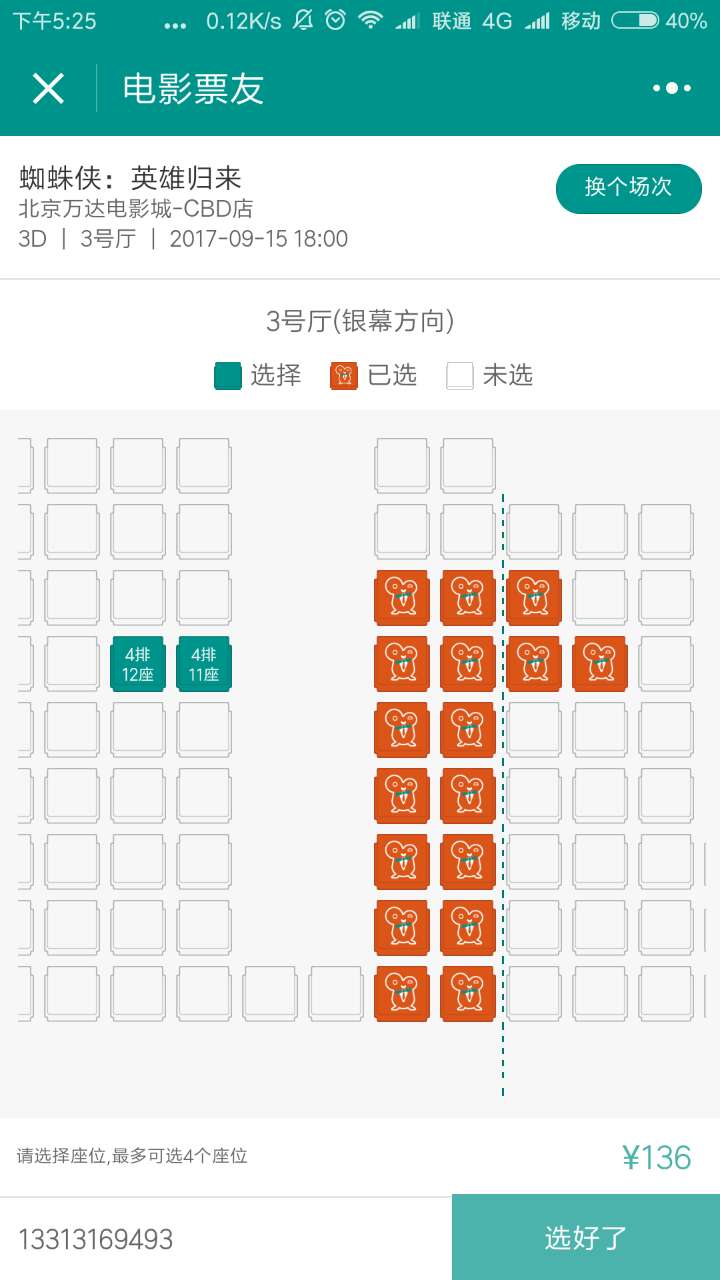 下午5:25 ... 0.12K/s 联通 4G 移动 40%
电影票友
蜘蛛侠：英雄归来
换个场次
北京万达电影城-CBD店
3D | 3号厅 | 2017-09-15 18:00
3号厅(银幕方向)
选择 已选 未选
4排 4排
12座 11座
请选择座位,最多可选4个座位 ¥136
13313169493 选好了